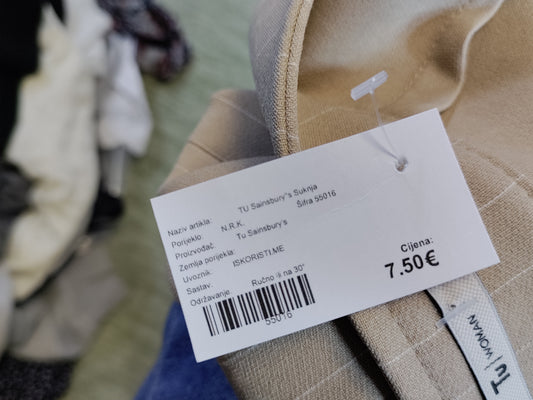 Naziv artikla: TU Sainsbury"s Suknja
Porijeklo: N.R.K. Šifra 55016
Proizvođač: Tu Sainsbury's
Zemlja porijekla:
Uvoznik: ISKORISTI.ME
Sastav:
Održavanje: Ručno ili na 30°
55016
Cijena:
7.50€
Tu | WOMAN